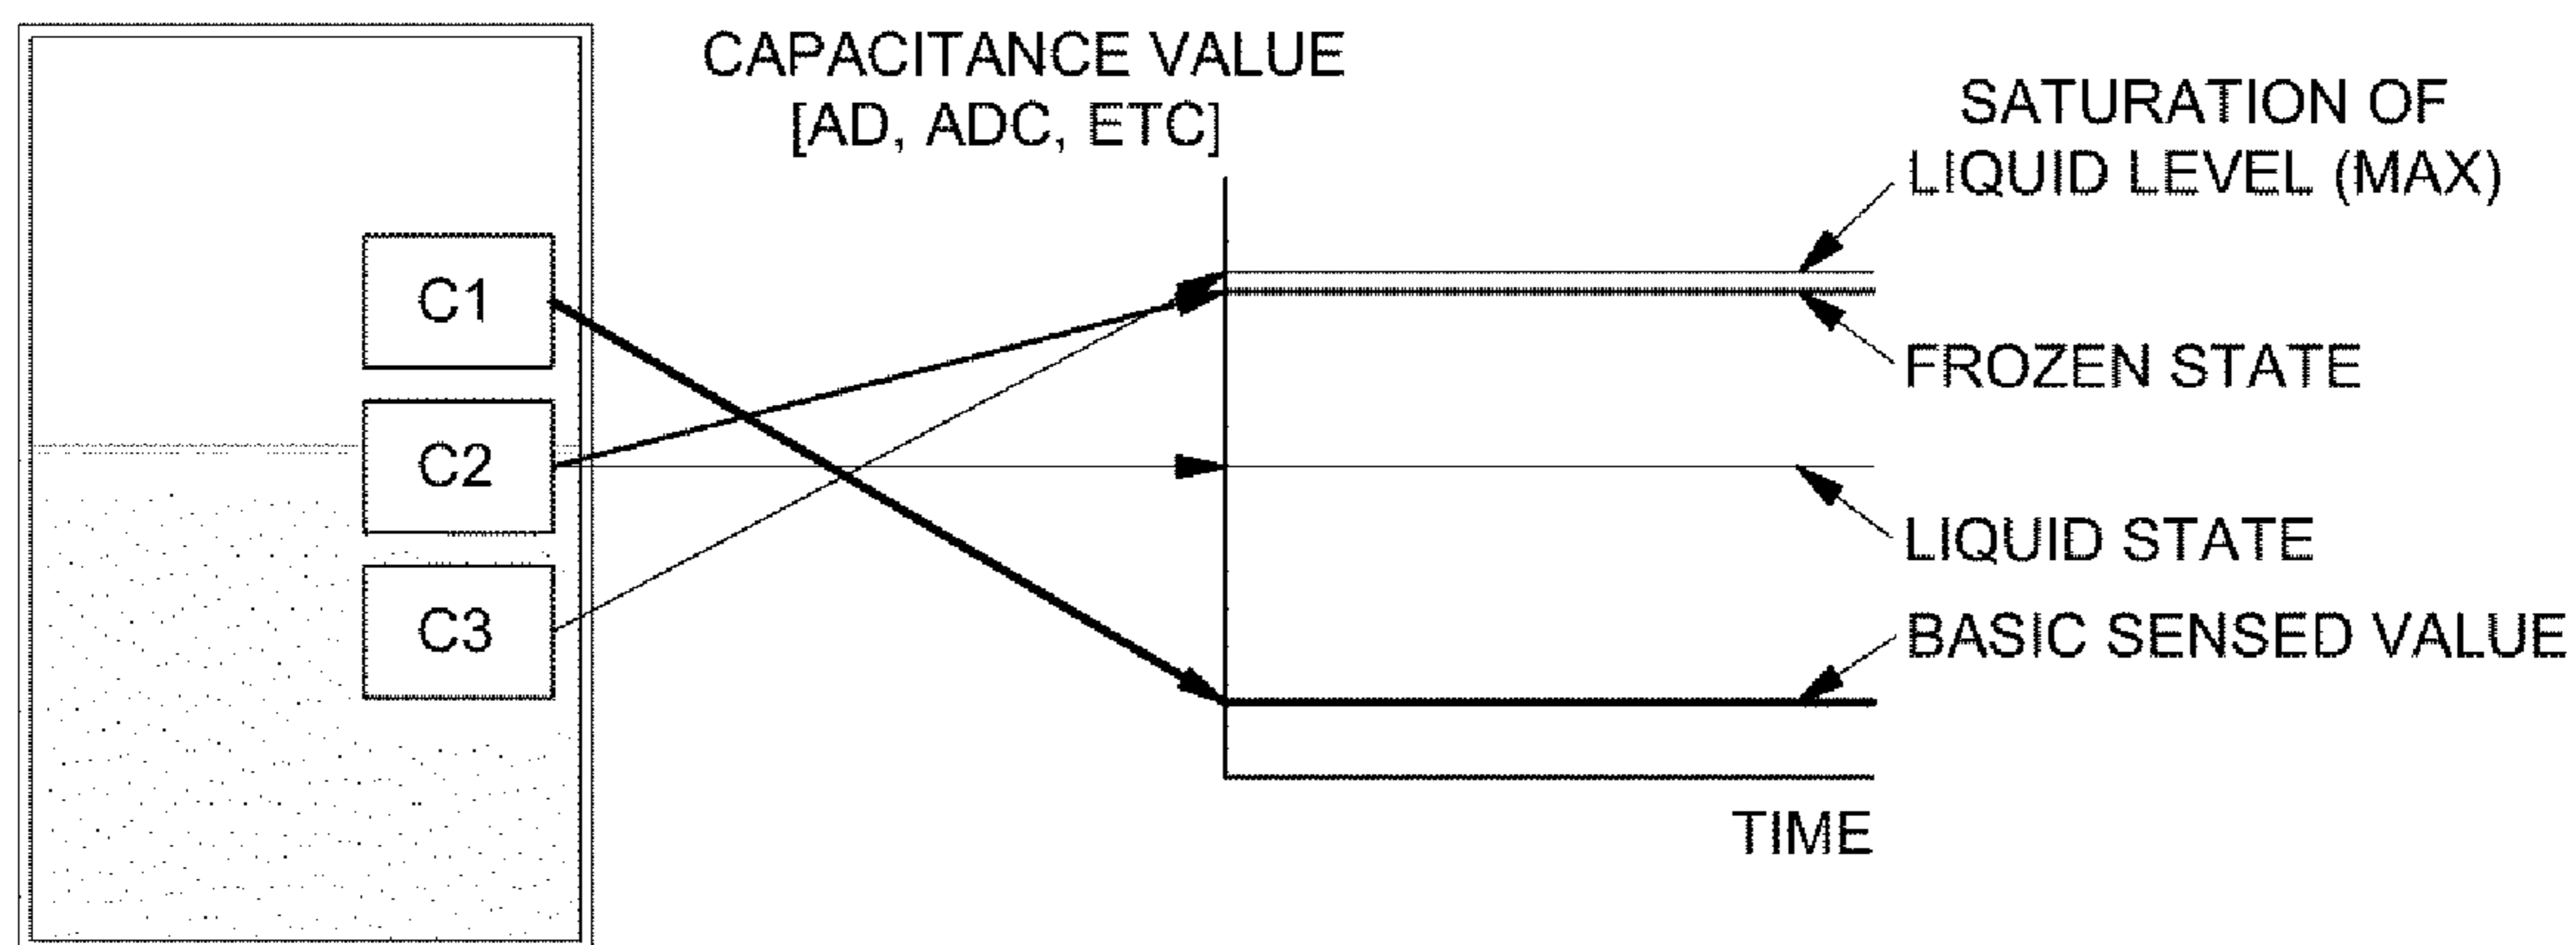 CAPACITANCE VALUE
[AD, ADC, ETC]
SATURATION OF
LIQUID LEVEL (MAX)
C1
FROZEN STATE
C2
LIQUID STATE
C3
BASIC SENSED VALUE
TIME